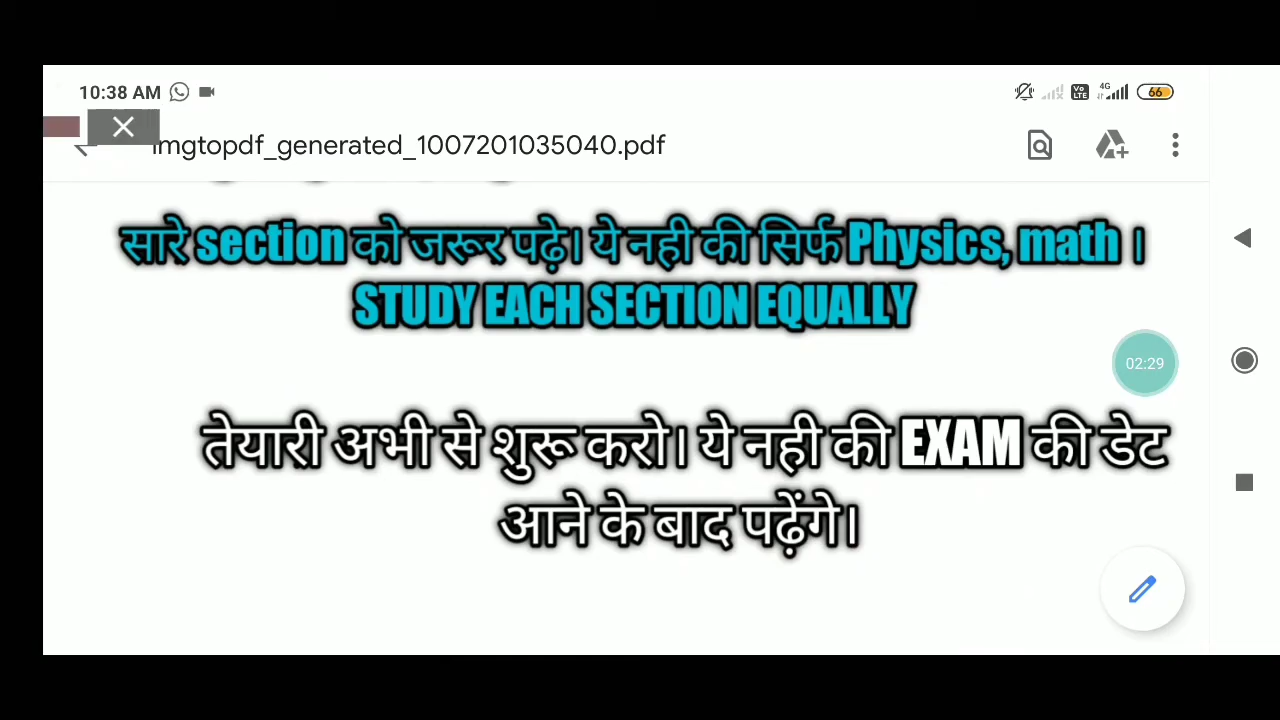 10:38 AM
66
imgtopdf_generated_1007201035040.pdf
सारे section को जरूर पढ़े। ये नही की सिर्फ Physics, math ।
STUDY EACH SECTION EQUALLY
02:29
तेयारी अभी से शुरू करो। ये नही की EXAM की डेट
आने के बाद पढ़ेंगे।